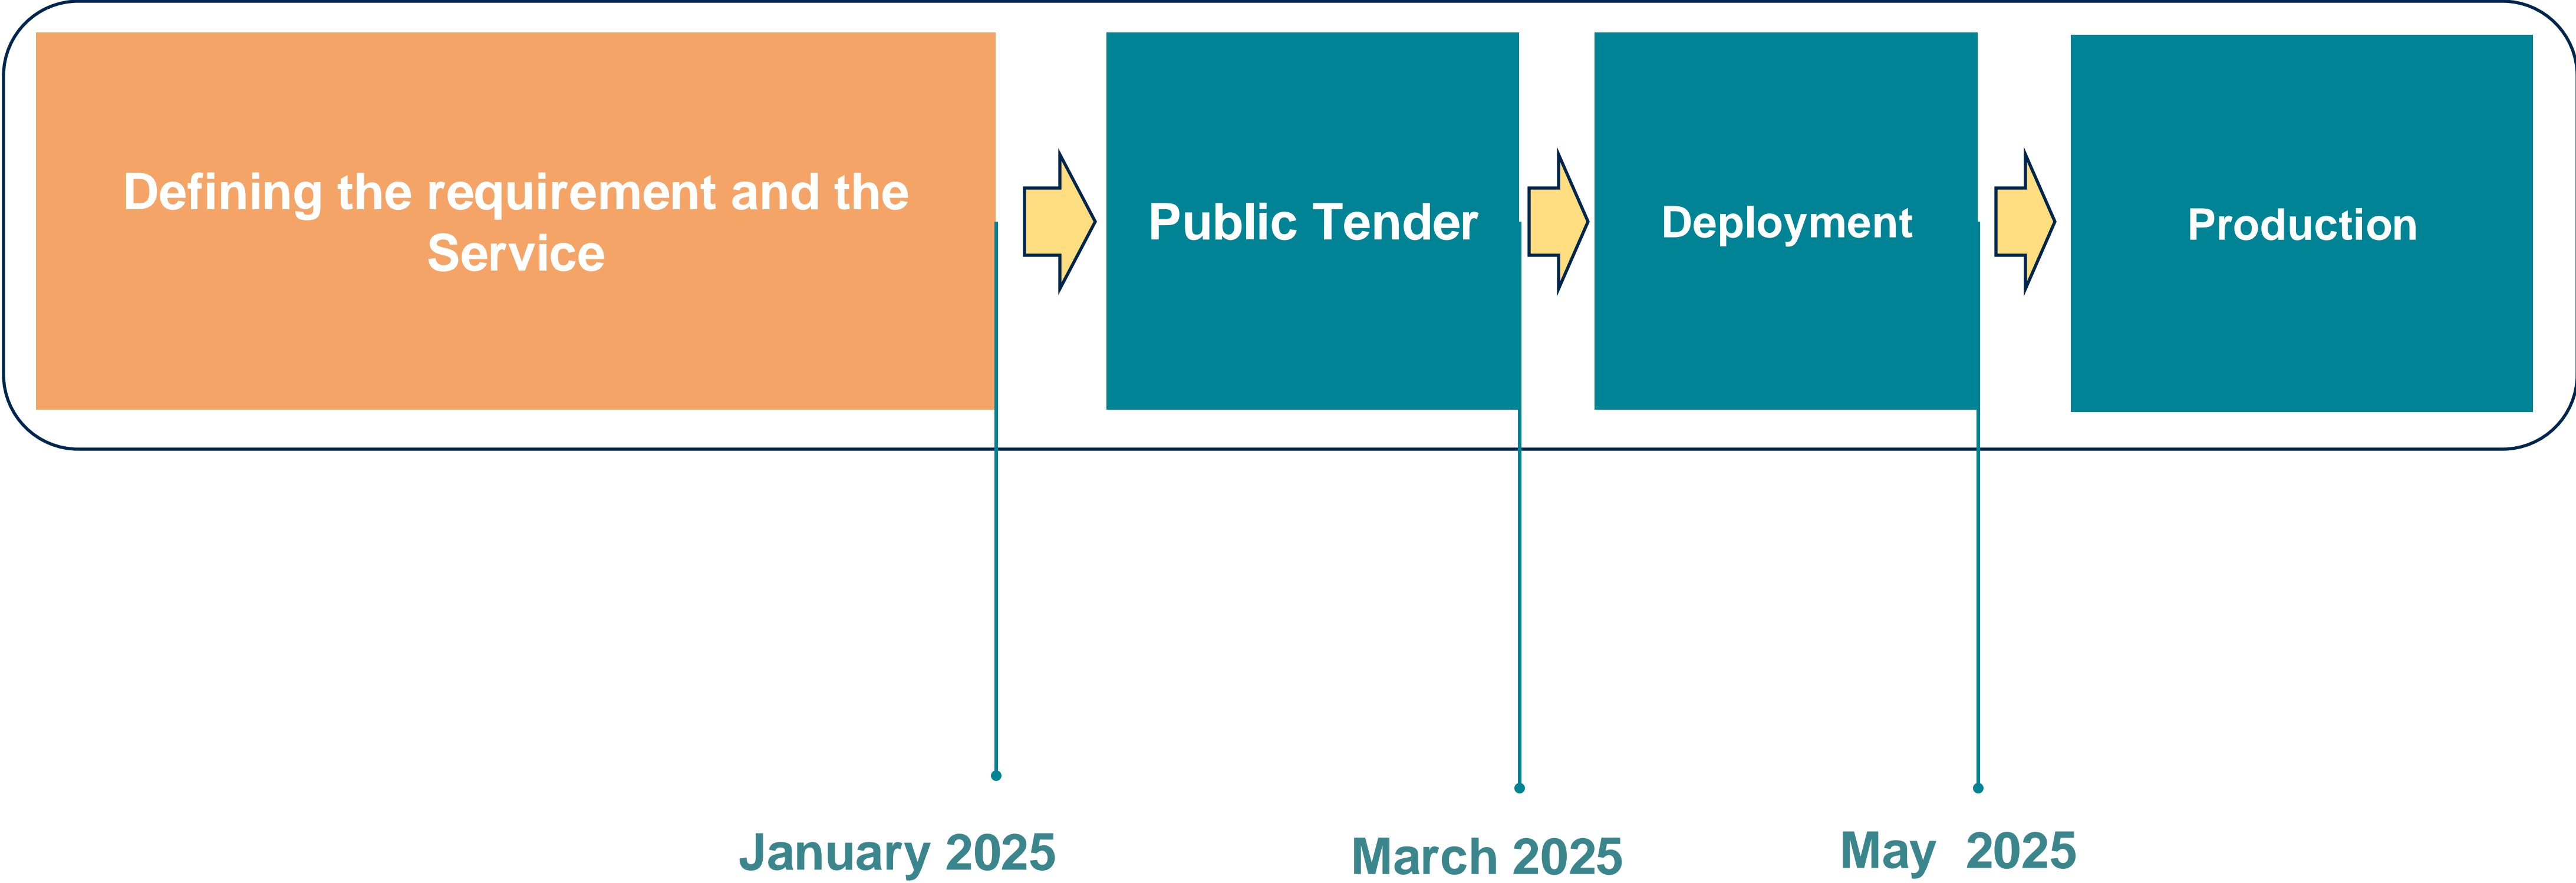 Defining the requirement and the
Service
Public Tender
Deployment
Production
January 2025
March 2025
May  2025